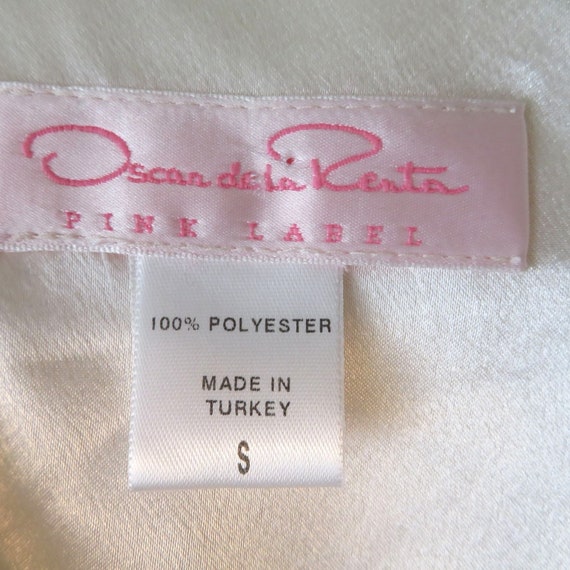 Oscar de la Renta
PINK LABEL
100% POLYESTER
MADE IN
TURKEY
S